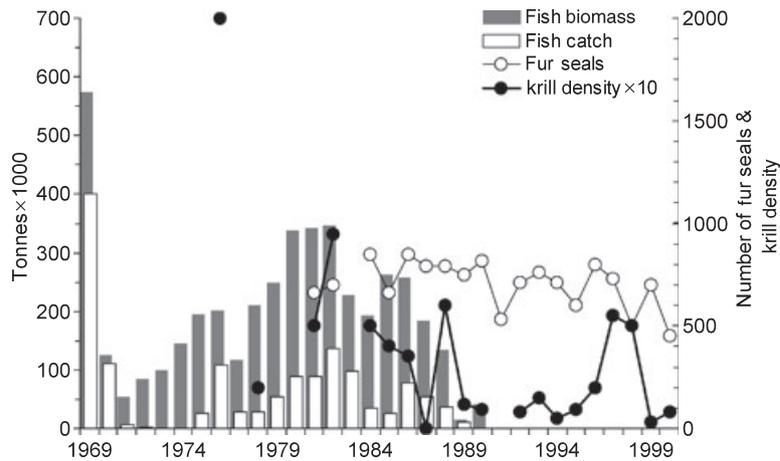 700
600
500
400
300
200
100
0
Tonnes×1000
Fish biomass
Fish catch
Fur seals
krill density×10
2000
1500
1000
500
0
Number of fur seals &
krill density
1969 1974 1979 1984 1989 1994 1999